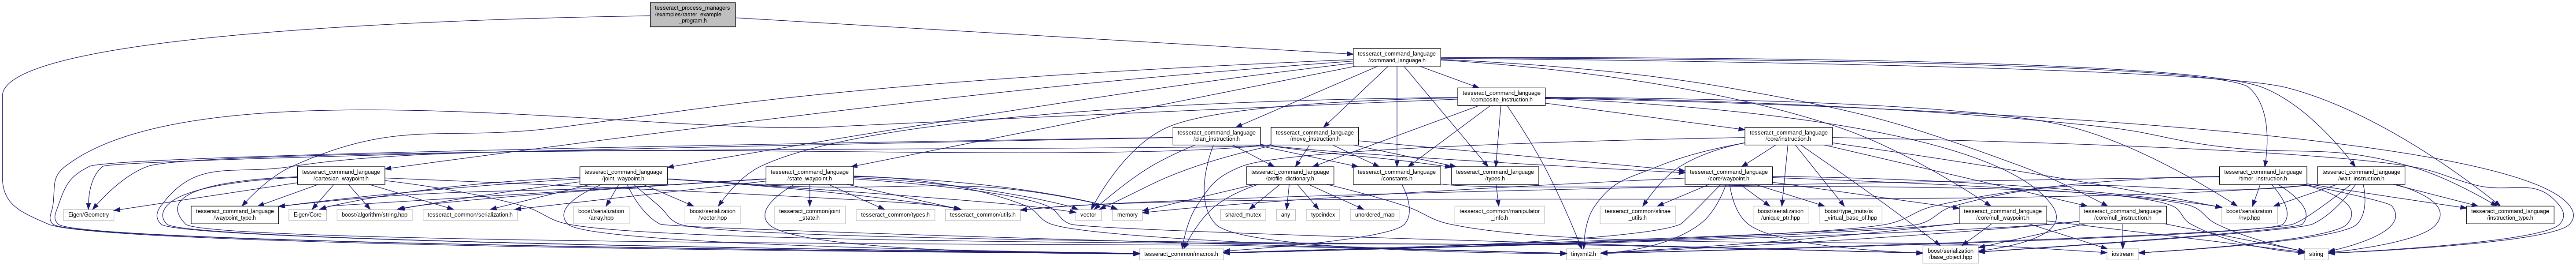 tesseract_process_managers
/examples/raster_example
_program.h
tesseract_command_language
/command_language.h
tesseract_command_language
/composite_instruction.h
tesseract_command_language
/plan_instruction.h
tesseract_command_language
/move_instruction.h
tesseract_command_language
/core/instruction.h
tesseract_command_language
/cartesian_waypoint.h
tesseract_command_language
/joint_waypoint.h
tesseract_command_language
/state_waypoint.h
tesseract_command_language
/profile_dictionary.h
tesseract_command_language
/constants.h
tesseract_command_language
/types.h
tesseract_command_language
/core/waypoint.h
tesseract_command_language
/timer_instruction.h
tesseract_command_language
/wait_instruction.h
Eigen/Geometry
tesseract_command_language
/waypoint_type.h
Eigen/Core
boost/algorithm/string.hpp
tesseract_common/serialization.h
boost/serialization
/array.hpp
boost/serialization
/vector.hpp
tesseract_common/joint
_state.h
tesseract_common/types.h
tesseract_common/utils.h
vector
memory
shared_mutex
any
typeindex
unordered_map
tesseract_common/manipulator
_info.h
tesseract_common/sfinae
_utils.h
boost/serialization
/unique_ptr.hpp
boost/type_traits/is
_virtual_base_of.hpp
tesseract_command_language
/core/null_waypoint.h
tesseract_command_language
/core/null_instruction.h
boost/serialization
/nvp.hpp
tesseract_command_language
/instruction_type.h
tesseract_common/macros.h
tinyxml2.h
boost/serialization
/base_object.hpp
iostream
string